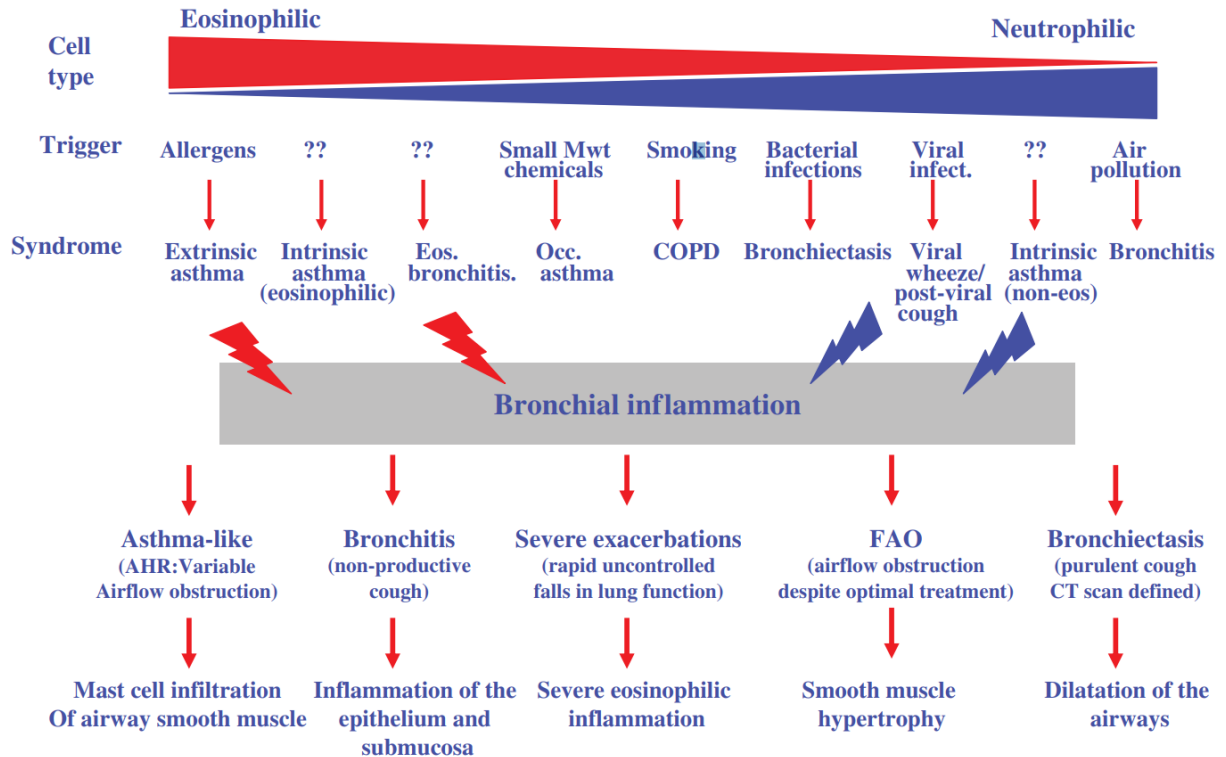 Eosinophilic
Neutrophilic
Cell
type
Trigger
Allergens
??
??
Small Mwt
chemicals
Smoking
Bacterial
infections
Viral
infect.
??
Air
pollution
Syndrome
Extrinsic
asthma
Intrinsic
asthma
(eosinophilic)
Eos.
bronchitis.
Occ.
asthma
COPD
Bronchiectasis
Viral
wheeze/
post-viral
cough
Intrinsic
asthma
(non-eos)
Bronchitis
Bronchial inflammation
Asthma-like
(AHR:Variable
Airflow obstruction)
Bronchitis
(non-productive
cough)
Severe exacerbations
(rapid uncontrolled
falls in lung function)
FAO
(airflow obstruction
despite optimal treatment)
Bronchiectasis
(purulent cough
CT scan defined)
Mast cell infiltration
Of airway smooth muscle
Inflammation of the
epithelium and
submucosa
Severe eosinophilic
inflammation
Smooth muscle
hypertrophy
Dilatation of the
airways